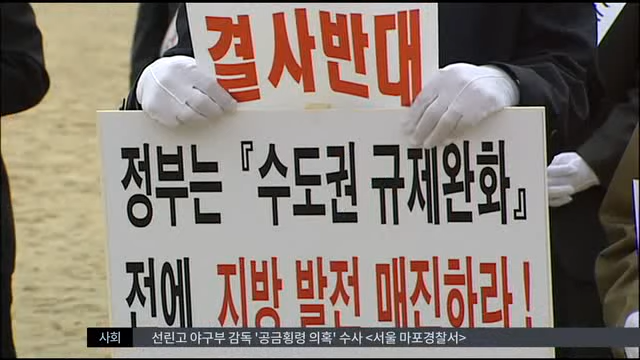 결사반대
정부는 『수도권 규제완화』
전에 지방 발전 매진하라!
사회 선린고 야구부 감독 '공금횡령 의혹' 수사 <서울 마포경찰서>